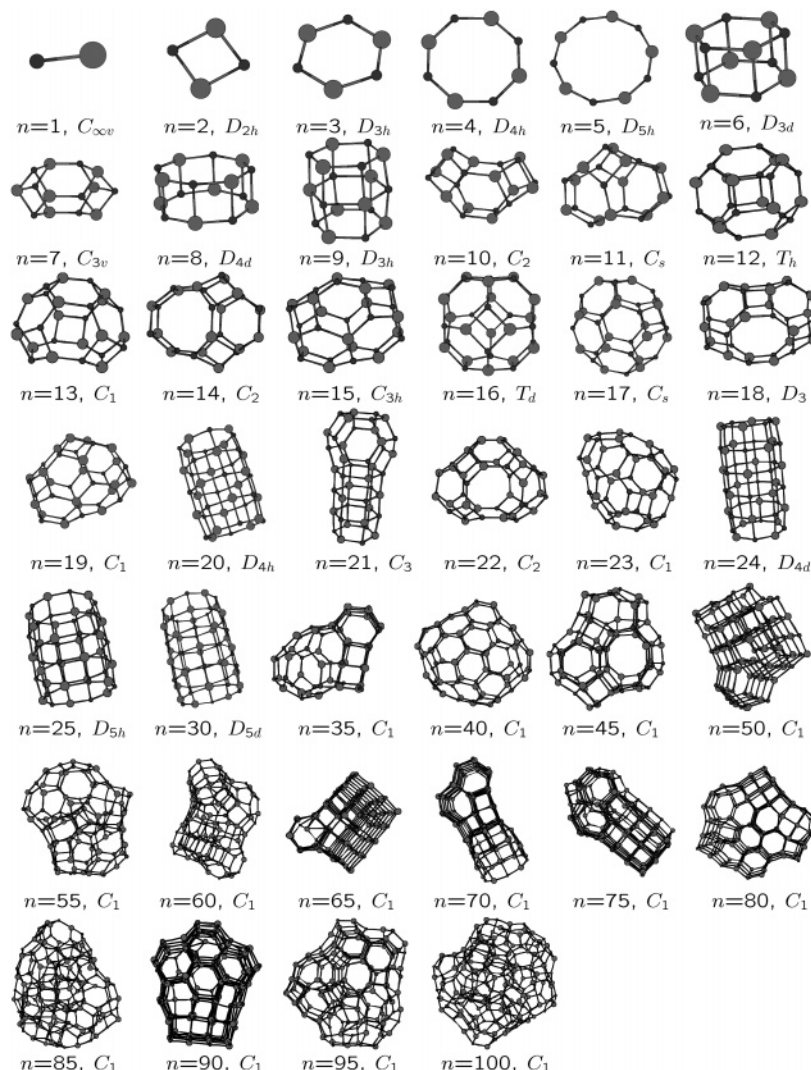 n=1, C∞v n=2, D2h n=3, D3h n=4, D4h n=5, D5h n=6, D3d
n=7, C3v n=8, D4d n=9, D3h n=10, C2 n=11, Cs n=12, Th
n=13, C1 n=14, C2 n=15, C3h n=16, Td n=17, Cs n=18, D3
n=19, C1 n=20, D4h n=21, C3 n=22, C2 n=23, C1 n=24, D4d
n=25, D5h n=30, D5d n=35, C1 n=40, C1 n=45, C1 n=50, C1
n=55, C1 n=60, C1 n=65, C1 n=70, C1 n=75, C1 n=80, C1
n=85, C1 n=90, C1 n=95, C1 n=100, C1